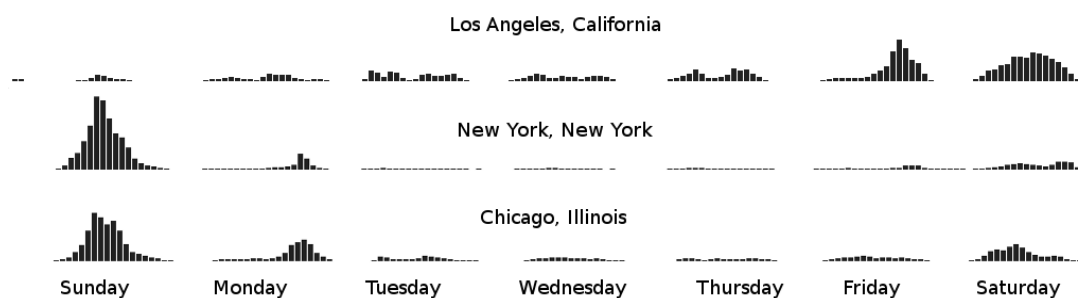 Los Angeles, California
New York, New York
Chicago, Illinois
Sunday Monday Tuesday Wednesday Thursday Friday Saturday